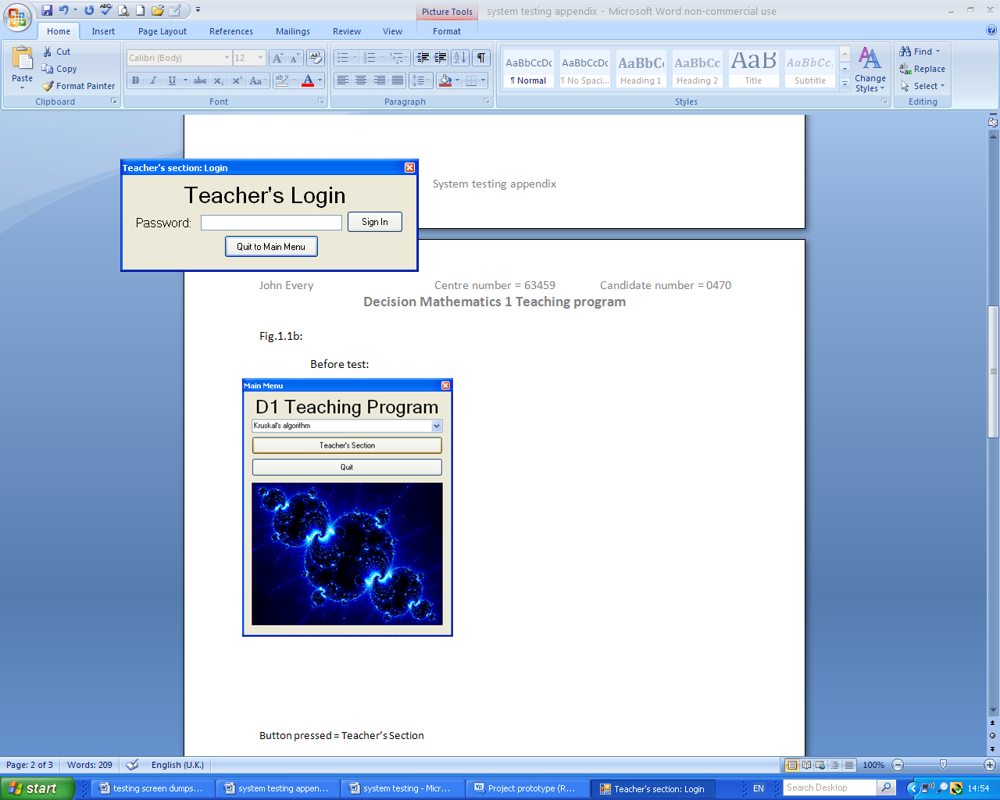 Picture Tools
system testing appendix - Microsoft Word non-commercial use
Home Insert Page Layout References Mailings Review View Format
Paste
Cut
Copy
Format Painter
Clipboard
Calibri (Body) 12
Font
Paragraph
AaBbCcDc AaBbCcDc AaBbC AaBbCc AaB AaBbCc.
¶ Normal ¶ No Spaci... Heading 1 Heading 2 Title Subtitle
Change Styles
Styles
Find
Replace
Select
Editing
System testing appendix
Teacher's section: Login
Teacher's Login
Password: Sign In
Quit to Main Menu
John Every Centre number = 63459 Candidate number = 0470
Decision Mathematics 1 Teaching program
Fig.1.1b:
Before test:
Main Menu
D1 Teaching Program
Kruskal's algorithm
Teacher's Section
Quit
Button pressed = Teacher's Section
Page: 2 of 3 Words: 209 English (U.K.) 100%
start testing screen dumps... system testing appen... system testing - Micr... Project prototype (R... Teacher's section: Login EN Search Desktop 14:54